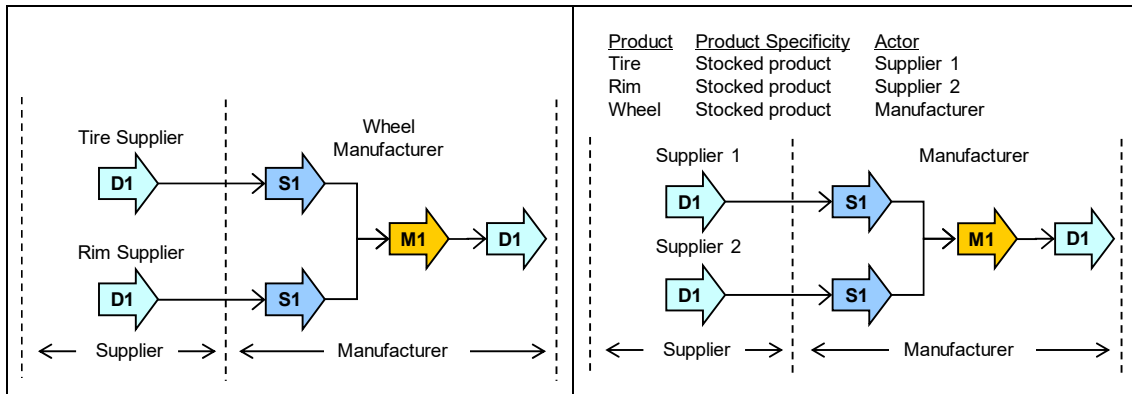 Tire Supplier
Wheel
Manufacturer
D1
S1
M1
D1
Rim Supplier
D1
S1
Supplier
Manufacturer
Product Product Specificity Actor
Tire Stocked product Supplier 1
Rim Stocked product Supplier 2
Wheel Stocked product Manufacturer
Supplier 1
Manufacturer
D1
S1
M1
D1
Supplier 2
D1
S1
Supplier
Manufacturer